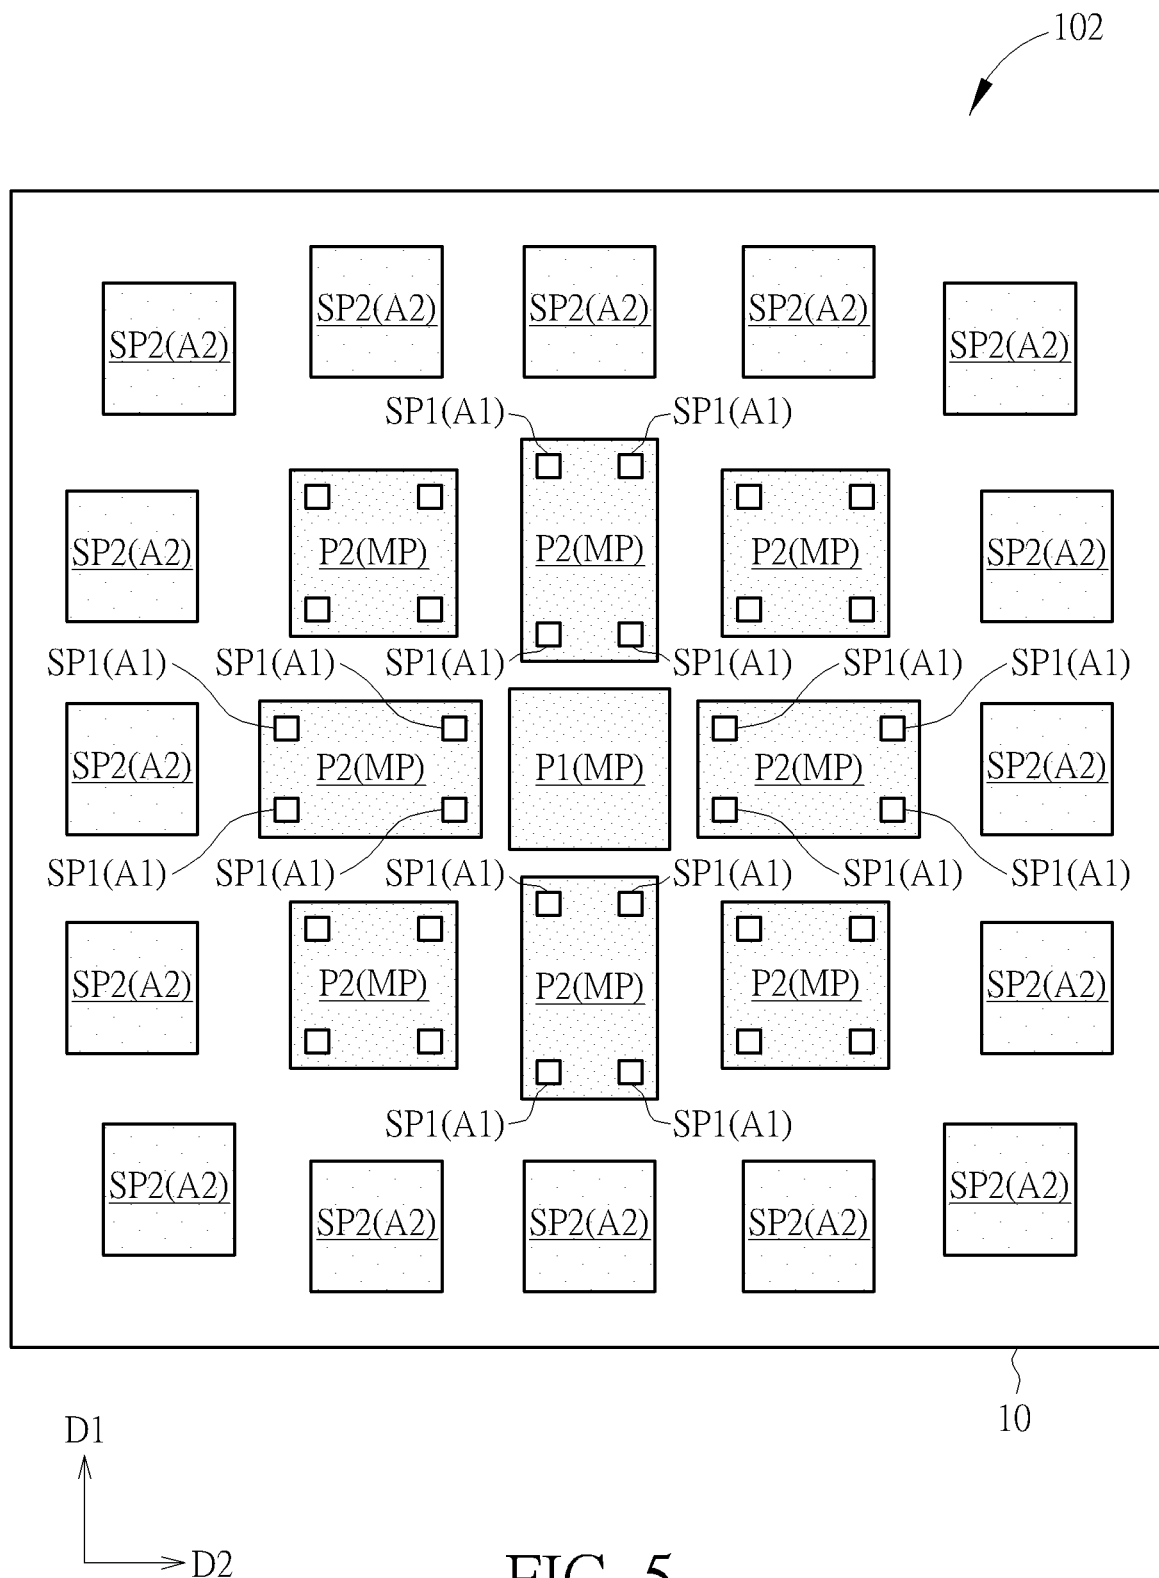 102
SP2(A2) SP2(A2) SP2(A2)
SP2(A2) SP2(A2)
SP1(A1) SP1(A1)
SP2(A2) P2(MP) P2(MP) P2(MP) SP2(A2)
SP1(A1) SP1(A1) SP1(A1) SP1(A1) SP1(A1) SP1(A1)
SP2(A2) P2(MP) P1(MP) P2(MP) SP2(A2)
SP1(A1) SP1(A1) SP1(A1) SP1(A1) SP1(A1) SP1(A1)
SP2(A2) P2(MP) P2(MP) P2(MP) SP2(A2)
SP1(A1) SP1(A1)
SP2(A2) SP2(A2)
SP2(A2) SP2(A2) SP2(A2)
10
D1
D2
FIG. 5